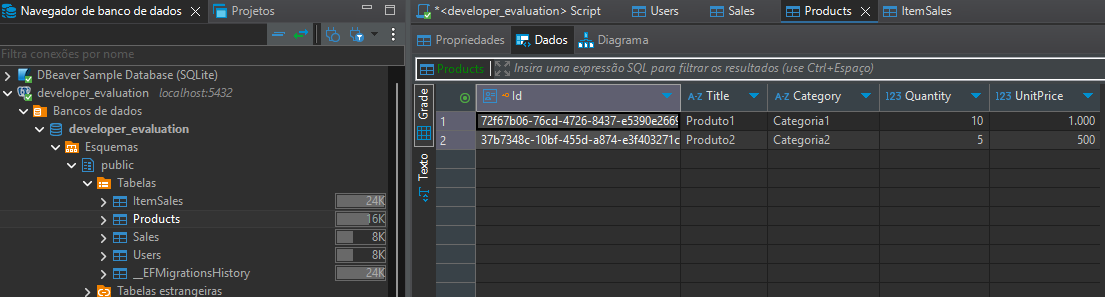 Navegador de banco de dados
Projetos
Filtra conexões por nome
DBeaver Sample Database (SQLite)
developer_evaluation localhost:5432
Bancos de dados
developer_evaluation
Esquemas
public
Tabelas
ItemSales 24K
Products 16K
Sales 8K
Users 8K
__EFMigrationsHistory 24K
Tabelas estrangeiras
*<developer_evaluation> Script
Users
Sales
Products
ItemSales
Propriedades
Dados
Diagrama
Products
Insira uma expressão SQL para filtrar os resultados (use Ctrl+Espaço)
Grade
Texto
Id A-Z Title A-Z Category 123 Quantity 123 UnitPrice
1 72f67b06-76cd-4726-8437-e5390e2669 Produto1 Categoria1 10 1.000
2 37b7348c-10bf-455d-a874-e3f403271c Produto2 Categoria2 5 500